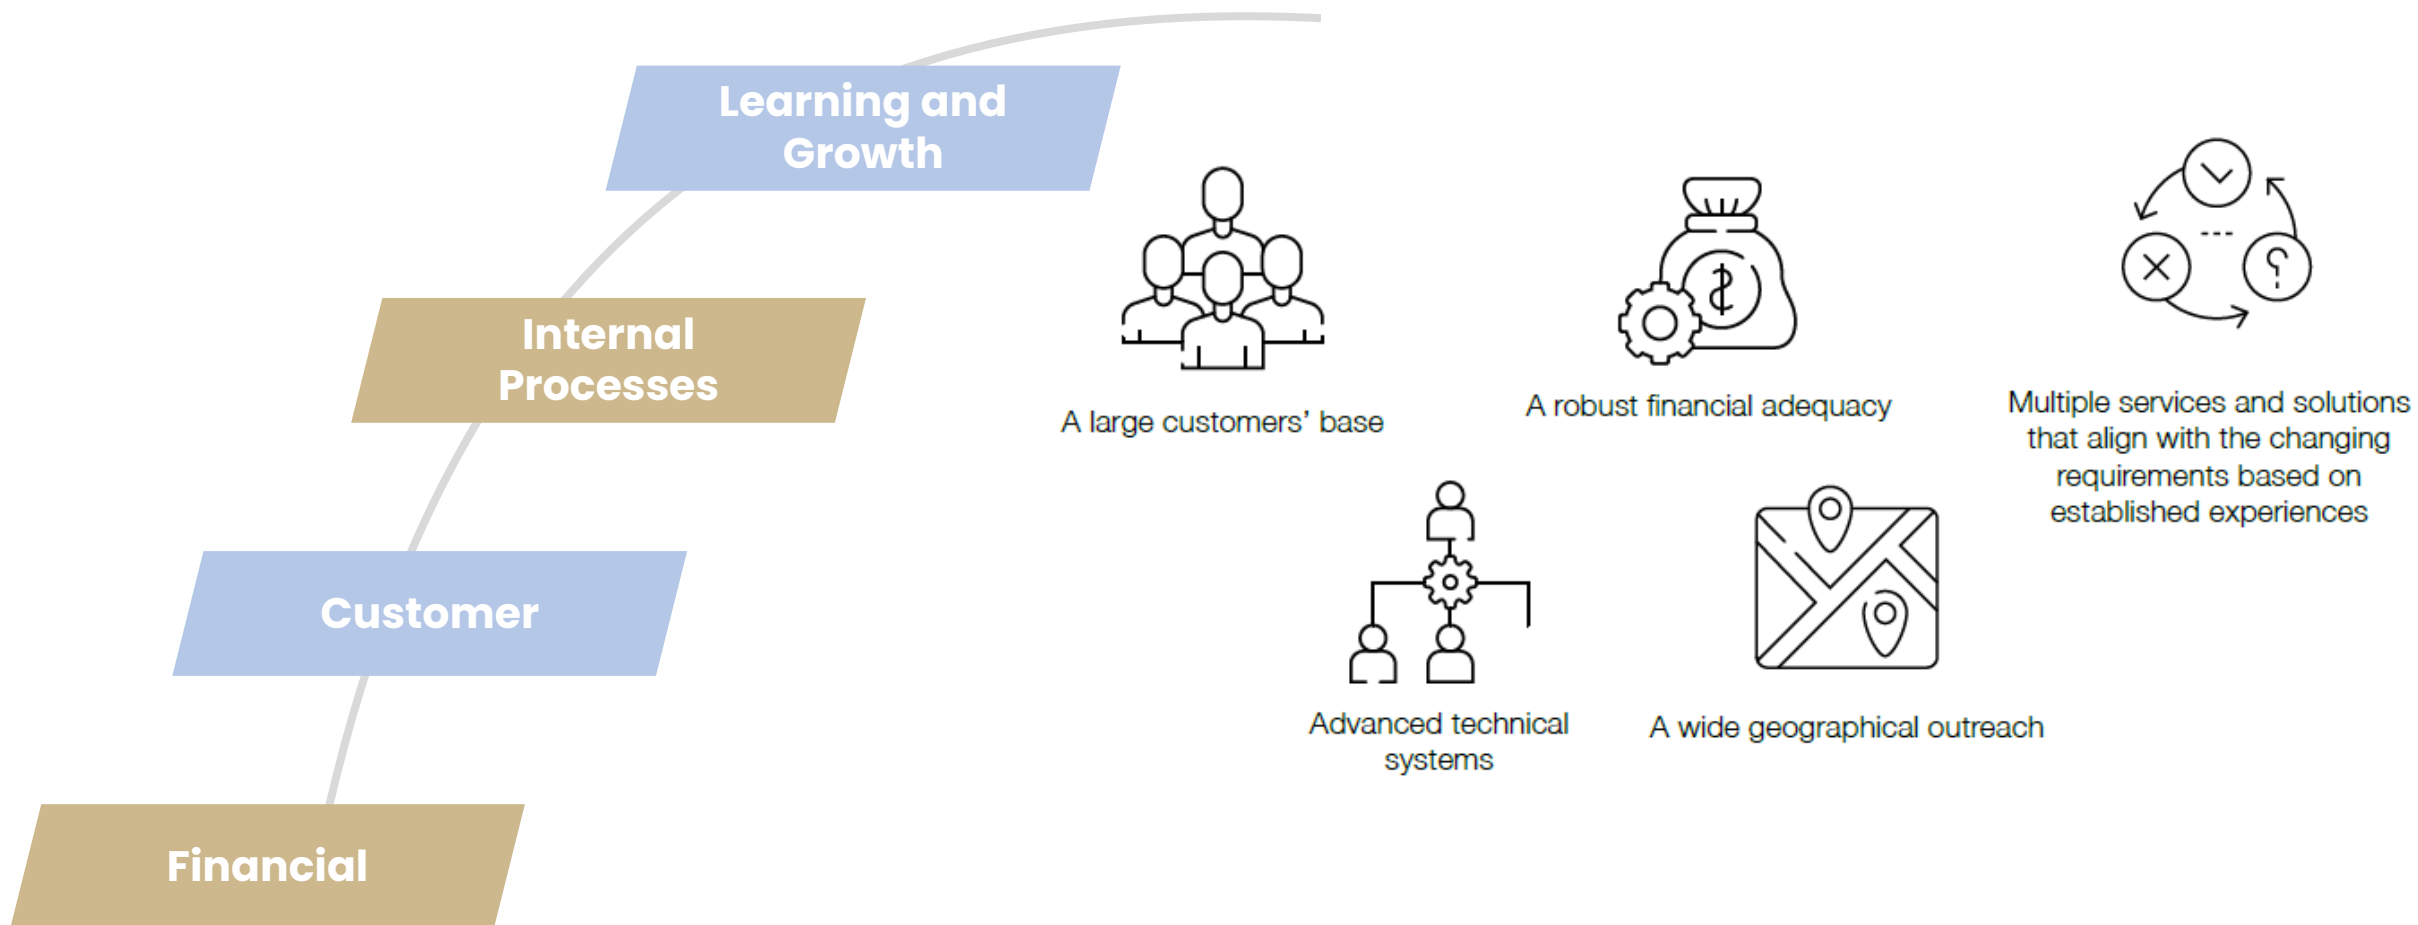 Learning and
Growth
Internal
Processes
Customer
Financial
A large customers’ base
A robust financial adequacy
Multiple services and solutions
that align with the changing
requirements based on
established experiences
Advanced technical
systems
A wide geographical outreach